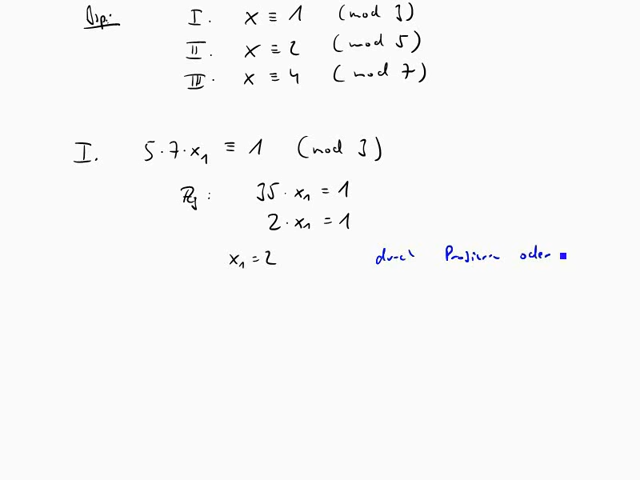 Bsp.: I. x ≡ 1 (mod 3)
II. x ≡ 2 (mod 5)
III. x ≡ 4 (mod 7)
I. 5·7·x₁ ≡ 1 (mod 3)
Rg: 35·x₁ = 1
2·x₁ = 1
x₁ = 2 durch Probieren oder